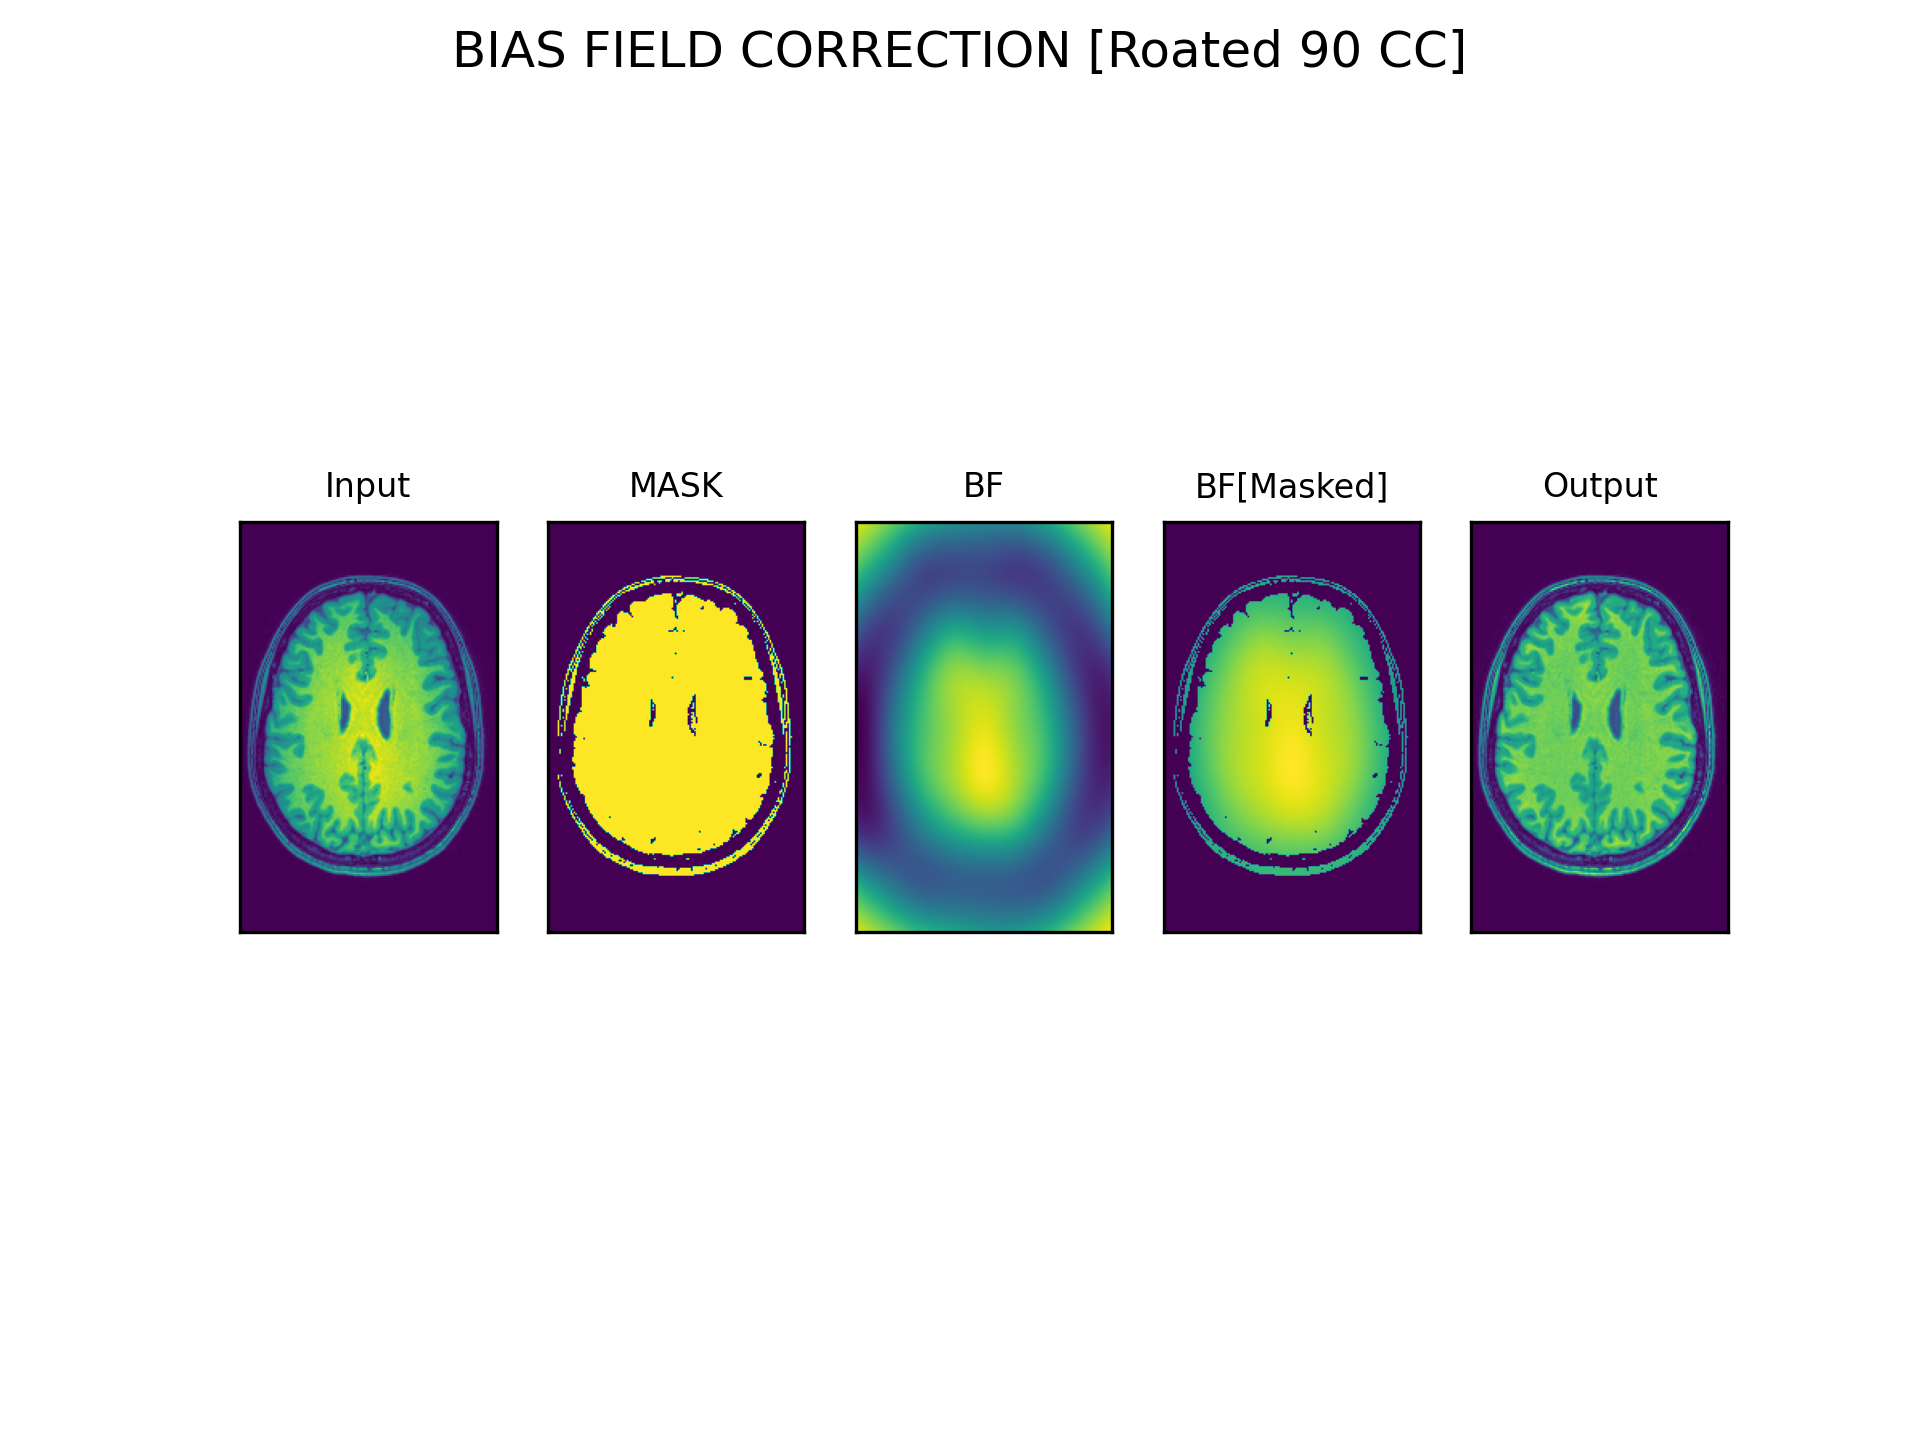 BIAS FIELD CORRECTION [Roated 90 CC]
Input
MASK
BF
BF[Masked]
Output